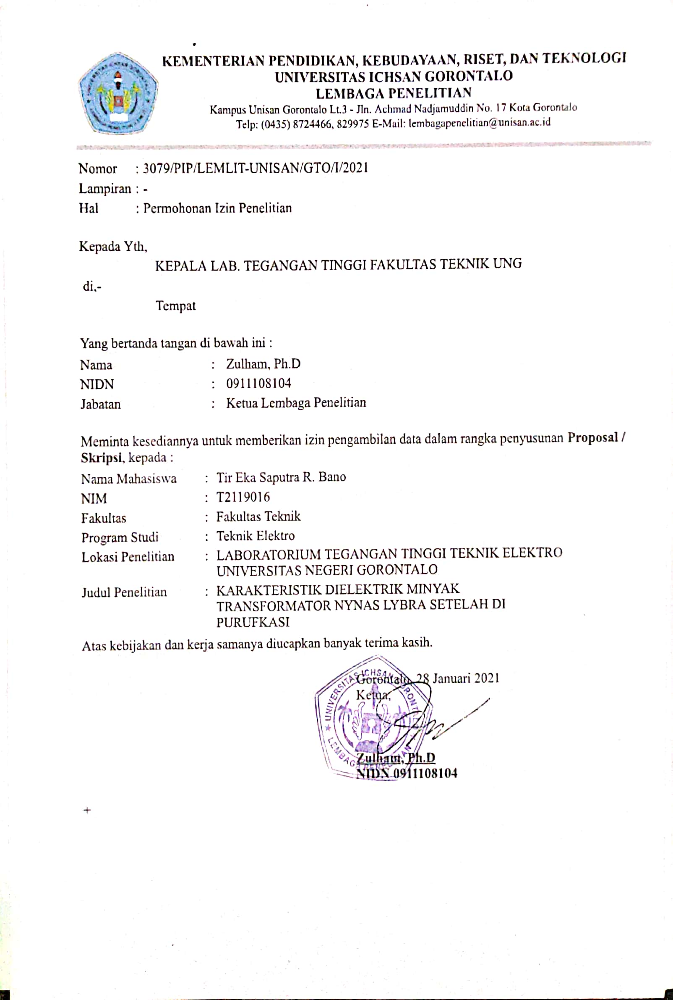 KEMENTERIAN PENDIDIKAN, KEBUDAYAAN, RISET, DAN TEKNOLOGI
UNIVERSITAS ICHSAN GORONTALO
LEMBAGA PENELITIAN
Kampus Unisan Gorontalo Lt.3 - Jln. Achmad Nadjamuddin No. 17 Kota Gorontalo
Telp: (0435) 8724466, 829975 E-Mail: lembagapenelitian@unisan.ac.id
Nomor : 3079/PIP/LEMLIT-UNISAN/GTO/I/2021
Lampiran : -
Hal : Permohonan Izin Penelitian
Kepada Yth,
KEPALA LAB. TEGANGAN TINGGI FAKULTAS TEKNIK UNG
di,-
Tempat
Yang bertanda tangan di bawah ini :
Nama : Zulham, Ph.D
NIDN : 0911108104
Jabatan : Ketua Lembaga Penelitian
Meminta kesediannya untuk memberikan izin pengambilan data dalam rangka penyusunan Proposal /
Skripsi, kepada :
Nama Mahasiswa : Tir Eka Saputra R. Bano
NIM : T2119016
Fakultas : Fakultas Teknik
Program Studi : Teknik Elektro
Lokasi Penelitian : LABORATORIUM TEGANGAN TINGGI TEKNIK ELEKTRO
UNIVERSITAS NEGERI GORONTALO
Judul Penelitian : KARAKTERISTIK DIELEKTRIK MINYAK
TRANSFORMATOR NYNAS LYBRA SETELAH DI
PURUFKASI
Atas kebijakan dan kerja samanya diucapkan banyak terima kasih.
Gorontalo, 28 Januari 2021
Ketua,
UNIVERSITAS ICHSAN GORONTALO
LEMBAGA PENELITIAN
Zulham, Ph.D
NIDN 0911108104
+